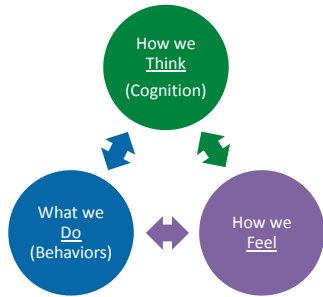 How we
Think
(Cognition)
What we
Do
(Behaviors)
How we
Feel